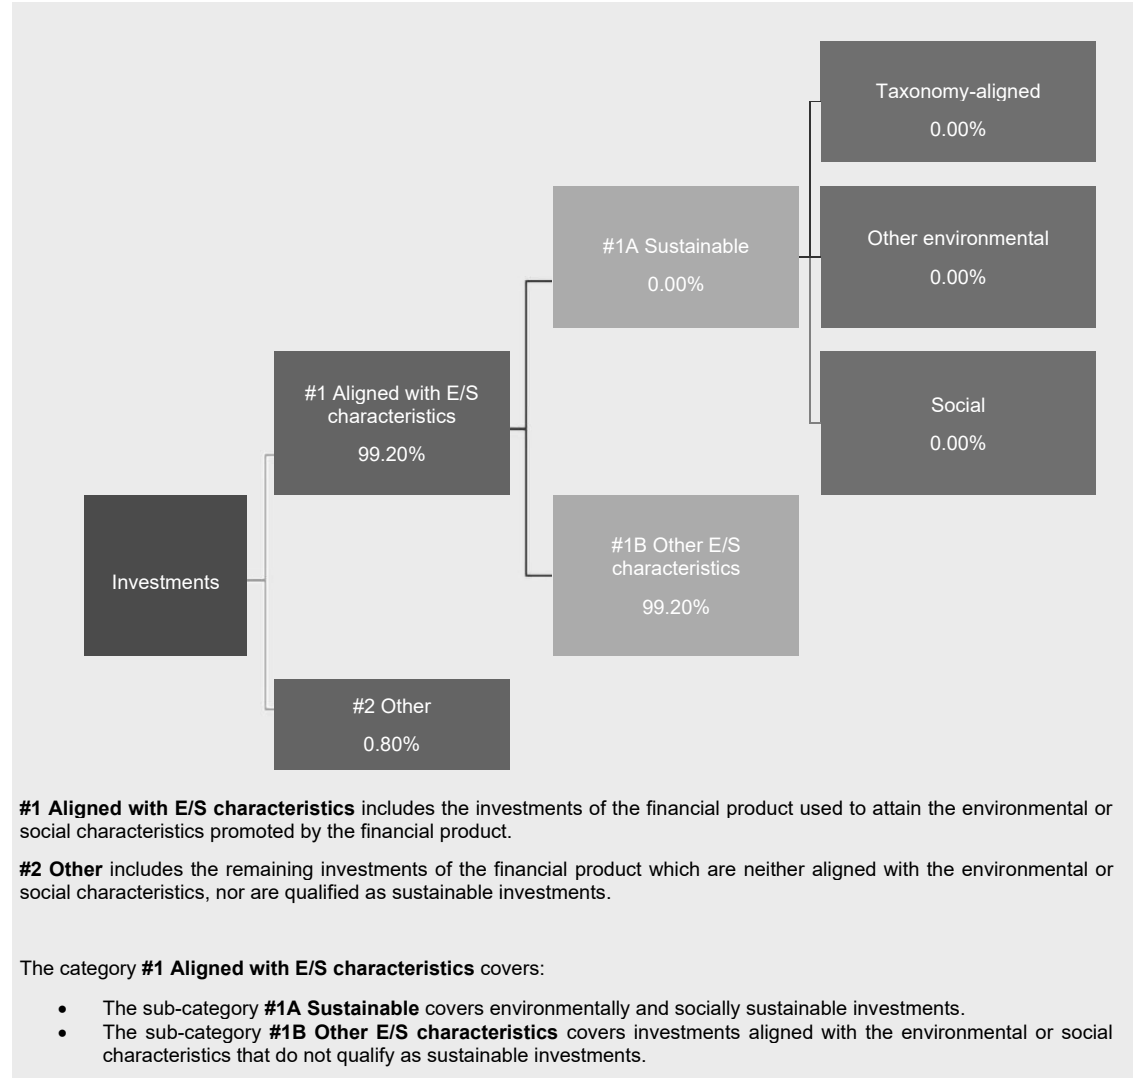 Taxonomy-aligned
0.00%
#1A Sustainable
0.00%
Other environmental
0.00%
#1 Aligned with E/S
characteristics
99.20%
Social
0.00%
Investments
#1B Other E/S
characteristics
99.20%
#2 Other
0.80%
#1 Aligned with E/S characteristics includes the investments of the financial product used to attain the environmental or
social characteristics promoted by the financial product.
#2 Other includes the remaining investments of the financial product which are neither aligned with the environmental or
social characteristics, nor are qualified as sustainable investments.
The category #1 Aligned with E/S characteristics covers:
• The sub-category #1A Sustainable covers environmentally and socially sustainable investments.
• The sub-category #1B Other E/S characteristics covers investments aligned with the environmental or social
characteristics that do not qualify as sustainable investments.